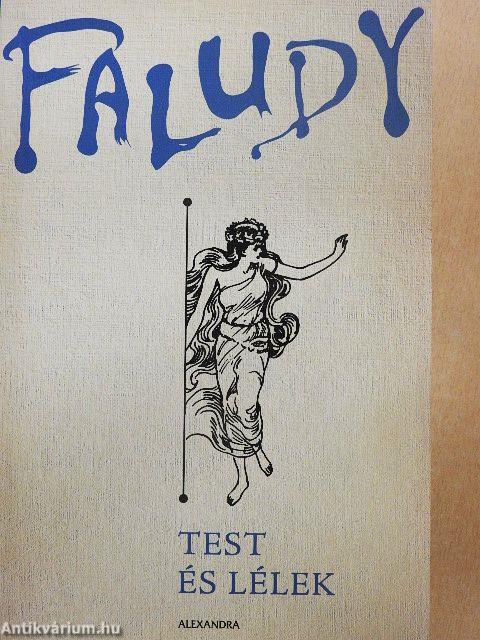 FALUDY
TEST
ÉS LÉLEK
ALEXANDRA
Antikvárium.hu